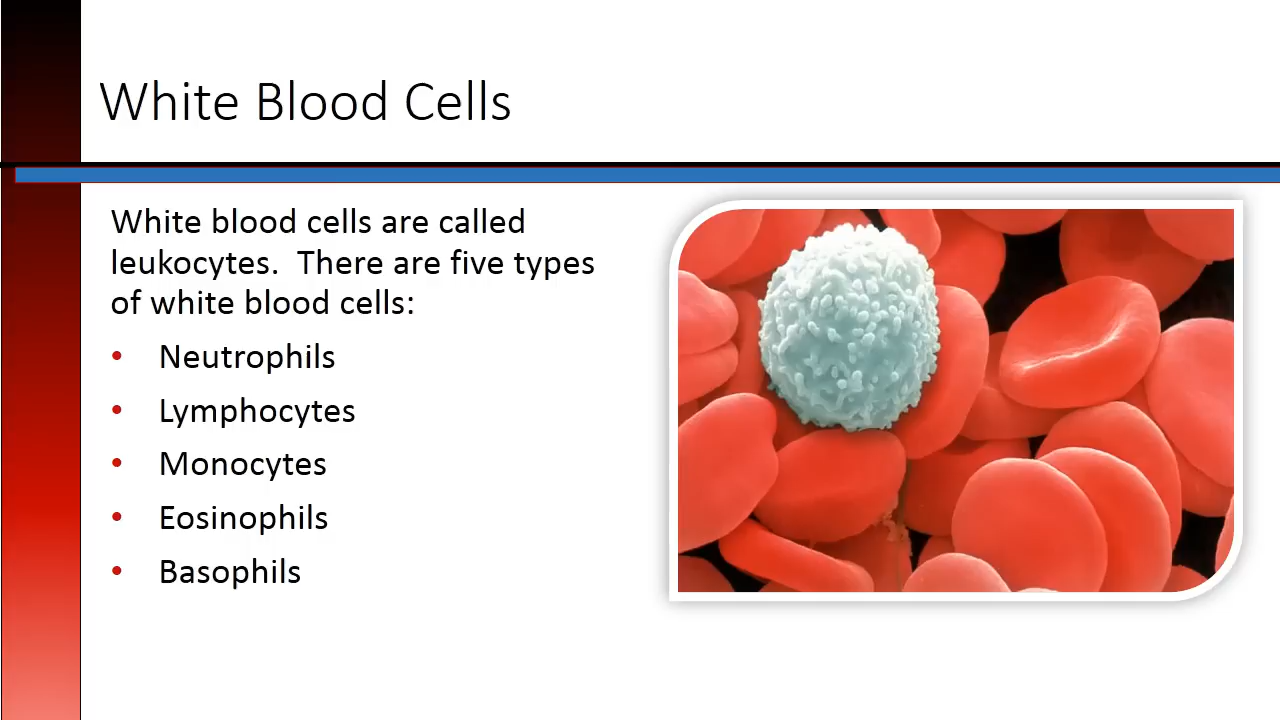 White Blood Cells
White blood cells are called
leukocytes.  There are five types
of white blood cells:
• Neutrophils
• Lymphocytes
• Monocytes
• Eosinophils
• Basophils